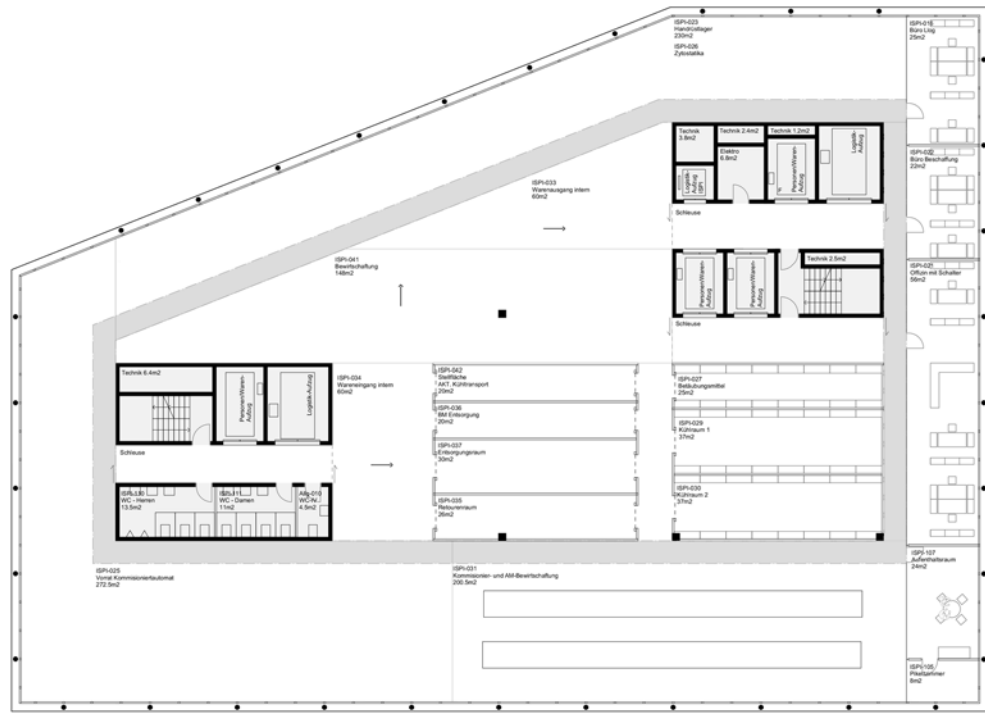 ISPI-023
Handrüstlager
230m2
ISPI-026
Zytostatika
ISPI-019
Büro Log
25m2
Technik
3.8m2
Technik 2.4m2
Technik 1.2m2
Elektro
6.8m2
Logistik-
Aufzug
ISPI
Personen/Waren-
Aufzug
Logistik-
Aufzug
ISPI-022
Büro Beschaffung
22m2
ISPI-033
Warenausgang intern
60m2
Schleuse
ISPI-041
Bewirtschaftung
148m2
Personen/Waren-
Aufzug
Personen/Waren-
Aufzug
Technik 2.5m2
ISPI-021
Offizin mit Schalter
56m2
Schleuse
Technik 6.4m2
Personen/Waren-
Aufzug
Logistik-Aufzug
ISPI-034
Wareneingang intern
60m2
ISPI-042
Stellfläche
AKT. Kühltransport
20m2
ISPI-036
BM Entsorgung
20m2
ISPI-037
Entsorgungsraum
30m2
ISPI-035
Retourenraum
26m2
ISPI-027
Betäubungsmittel
25m2
ISPI-029
Kühlraum 1
37m2
ISPI-030
Kühlraum 2
37m2
Schleuse
WC - Herren
13.5m2
WC - Damen
11m2
4.5m2
ISPI-025
Vorrat Kommissionierautomat
272.5m2
ISPI-031
Kommisionier- und AM-Bewirtschaftung
200.5m2
ISPI-107
Aufenthaltsraum
24m2
ISPI-105
Pikettzimmer
8m2